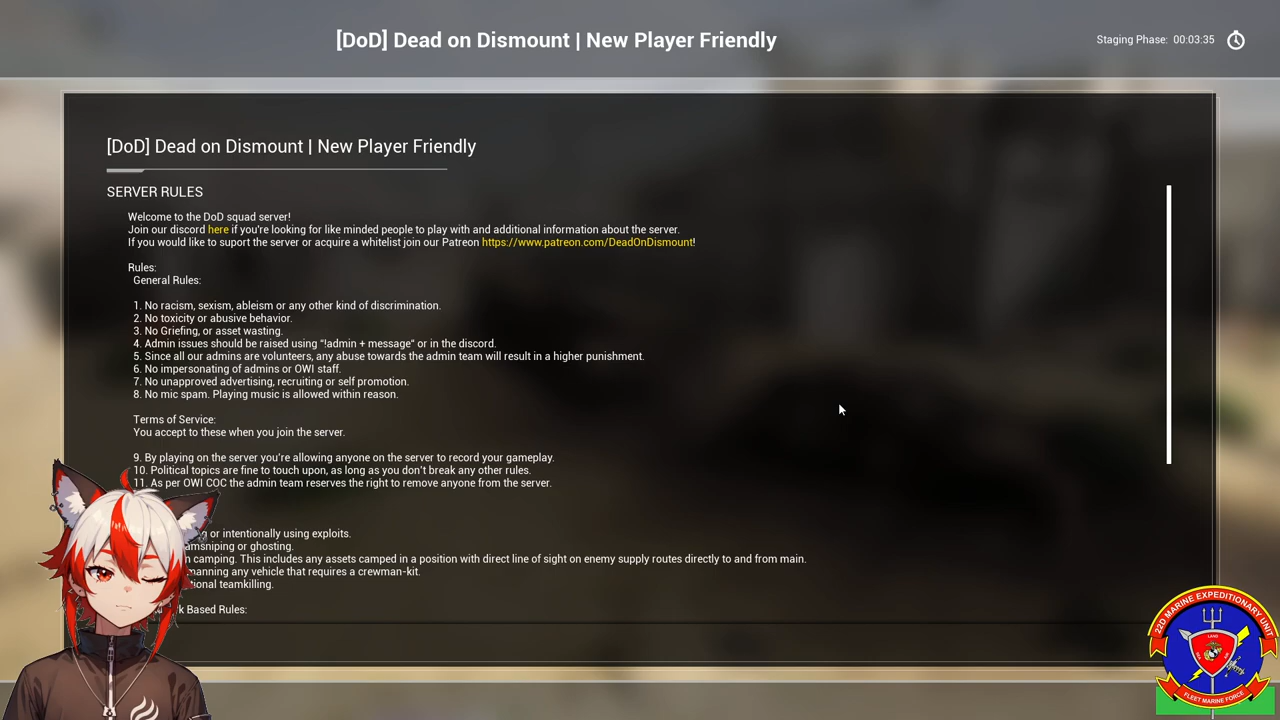 [DoD] Dead on Dismount | New Player Friendly
Staging Phase: 00:03:35
[DoD] Dead on Dismount | New Player Friendly
SERVER RULES
Welcome to the DoD squad server!
Join our discord here if you're looking for like minded people to play with and additional information about the server.
If you would like to suport the server or acquire a whitelist join our Patreon https://www.patreon.com/DeadOnDismount!
Rules:
General Rules:
1. No racism, sexism, ableism or any other kind of discrimination.
2. No toxicity or abusive behavior.
3. No Griefing, or asset wasting.
4. Admin issues should be raised using "!admin + message" or in the discord.
5. Since all our admins are volunteers, any abuse towards the admin team will result in a higher punishment.
6. No impersonating of admins or OWI staff.
7. No unapproved advertising, recruiting or self promotion.
8. No mic spam. Playing music is allowed within reason.
Terms of Service:
You accept to these when you join the server.
9. By playing on the server you're allowing anyone on the server to record your gameplay.
10. Political topics are fine to touch upon, as long as you don't break any other rules.
11. As per OWI COC the admin team reserves the right to remove anyone from the server.
or intentionally using exploits.
or ghosting.
camping. This includes any assets camped in a position with direct line of sight on enemy supply routes directly to and from main.
manning any vehicle that requires a crewman-kit.
teamkilling.
Based Rules:
22D MARINE EXPEDITIONARY UNIT
LAND
SEA
AIR
FLEET MARINE FORCE